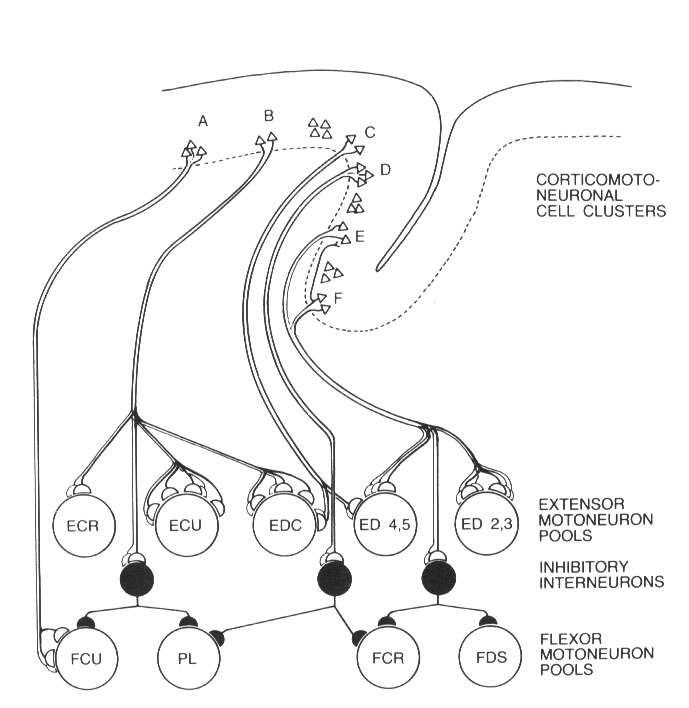 A
B
C
D
E
F
CORTICOMOTO-
NEURONAL
CELL CLUSTERS
ECR
ECU
EDC
ED 4,5
ED 2,3
EXTENSOR
MOTONEURON
POOLS
INHIBITORY
INTERNEURONS
FCU
PL
FCR
FDS
FLEXOR
MOTONEURON
POOLS